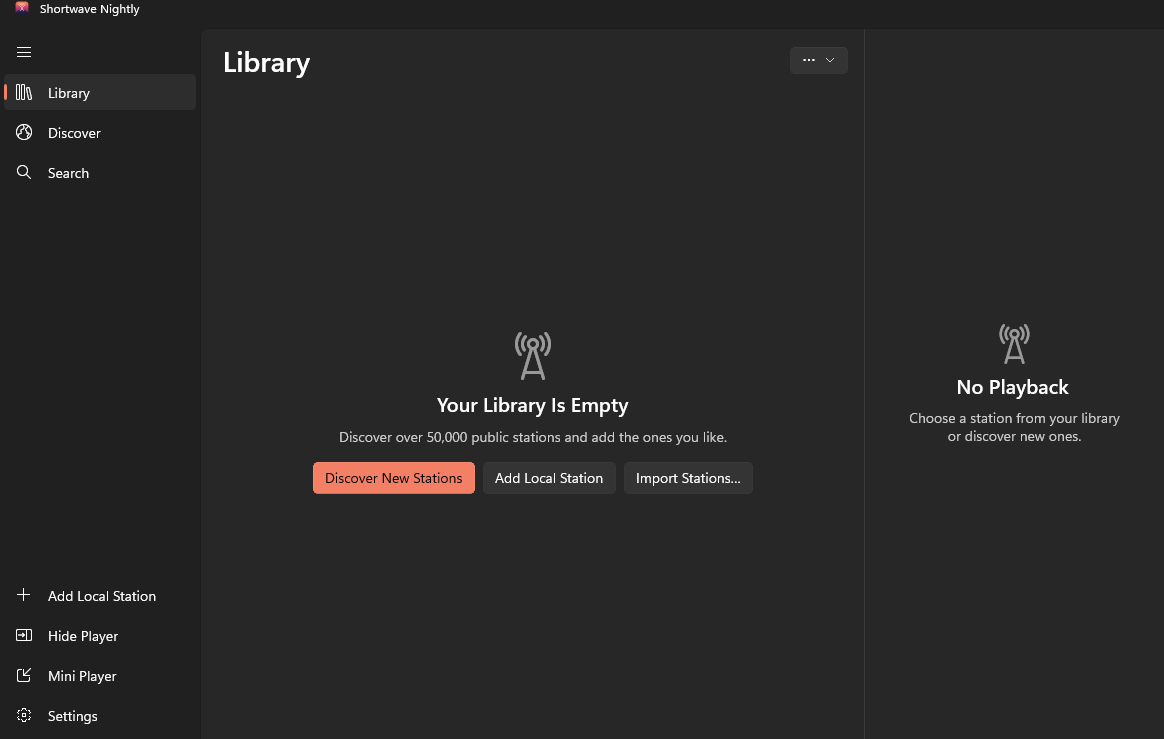 Shortwave Nightly
Library
Discover
Search
Add Local Station
Hide Player
Mini Player
Settings
Library
Your Library Is Empty
Discover over 50,000 public stations and add the ones you like.
Discover New Stations
Add Local Station
Import Stations...
No Playback
Choose a station from your library
or discover new ones.